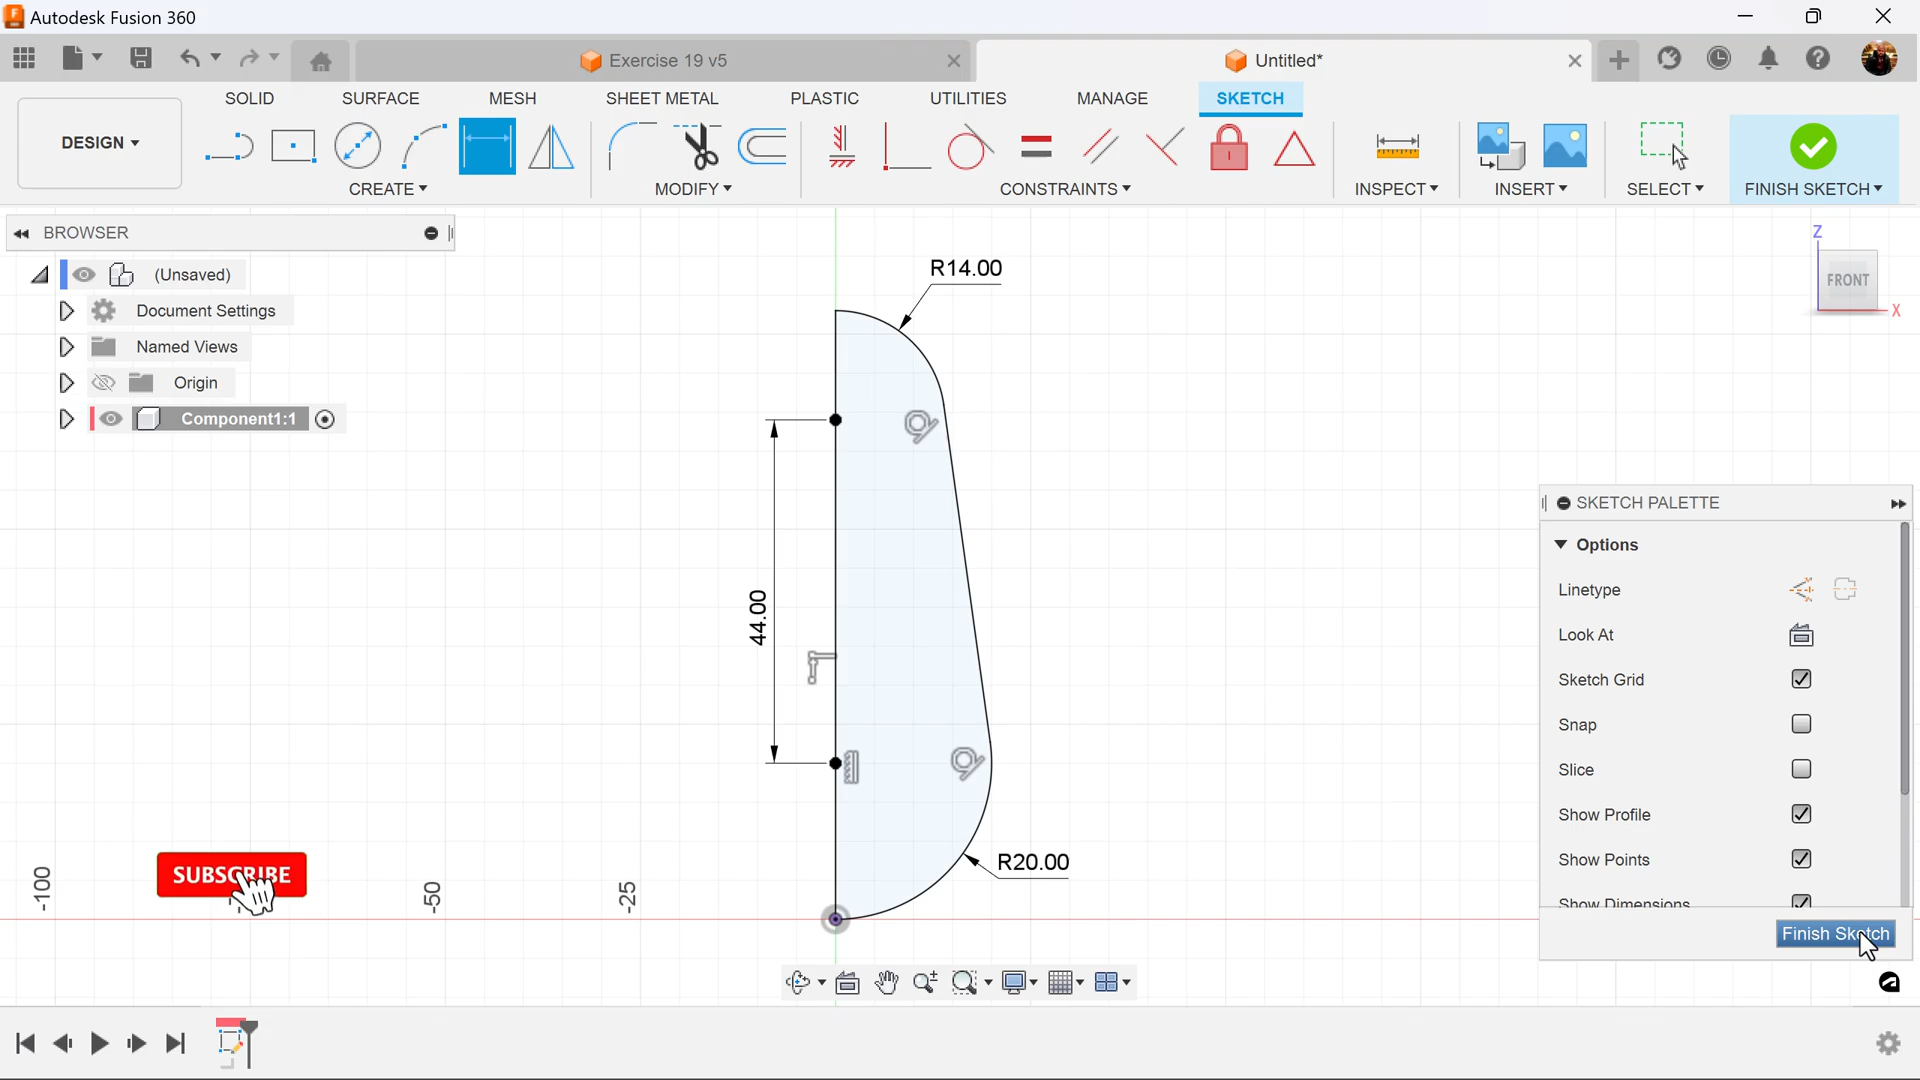 Autodesk Fusion 360
Exercise 19 v5
Untitled*
SOLID SURFACE MESH SHEET METAL PLASTIC UTILITIES MANAGE SKETCH
DESIGN
CREATE MODIFY CONSTRAINTS INSPECT INSERT SELECT FINISH SKETCH
BROWSER
(Unsaved)
Document Settings
Named Views
Origin
Component1:1
R14.00
44.00
R20.00
Z
FRONT
X
-100
-50
-25
SUBSCRIBE
SKETCH PALETTE
Options
Linetype
Look At
Sketch Grid
Snap
Slice
Show Profile
Show Points
Show Dimensions
Finish Sketch